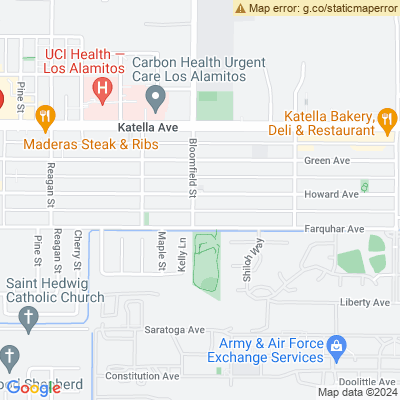 Map error: g.co/staticmaperror
UCI Health —
Los Alamitos
Carbon Health Urgent
Care Los Alamitos
Pine St
Katella Bakery,
Deli & Restaurant
Katella Ave
Maderas Steak & Ribs
Bloomfield St
Green Ave
Reagan St
Howard Ave
Farquhar Ave
Pine St
Reagan St
Cherry St
Maple St
Kelly Ln
Shiloh Way
Saint Hedwig
Catholic Church
Liberty Ave
Saratoga Ave
Army & Air Force
Exchange Services
Constitution Ave
Doolittle Ave
Shepherd
Google
Map data ©2024